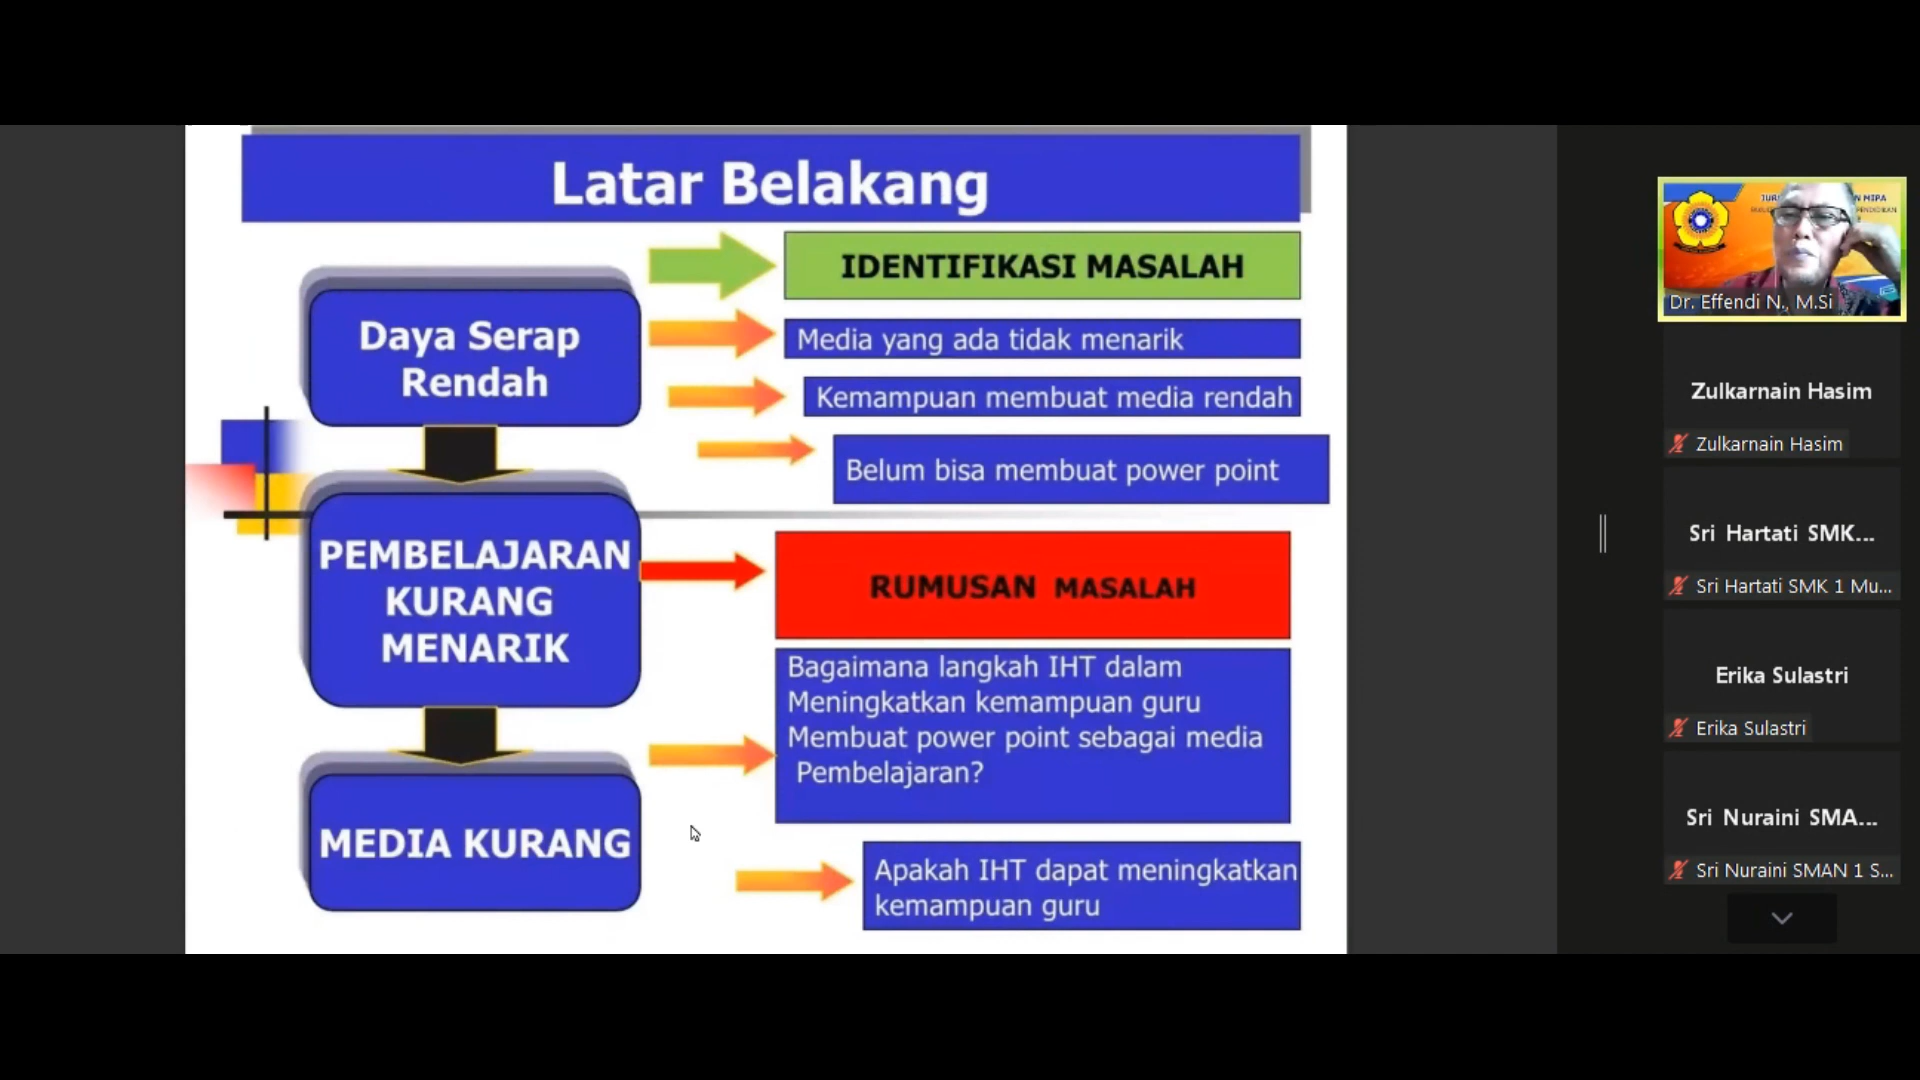 Latar Belakang
Daya Serap
Rendah
PEMBELAJARAN
KURANG
MENARIK
MEDIA KURANG
IDENTIFIKASI MASALAH
Media yang ada tidak menarik
Kemampuan membuat media rendah
Belum bisa membuat power point
RUMUSAN MASALAH
Bagaimana langkah IHT dalam
Meningkatkan kemampuan guru
Membuat power point sebagai media
Pembelajaran?
Apakah IHT dapat meningkatkan
kemampuan guru
Dr. Effendi N., M.Si
Zulkarnain Hasim
Zulkarnain Hasim
Sri Hartati SMK...
Sri Hartati SMK 1 Mu...
Erika Sulastri
Erika Sulastri
Sri Nuraini SMA...
Sri Nuraini SMAN 1 S...